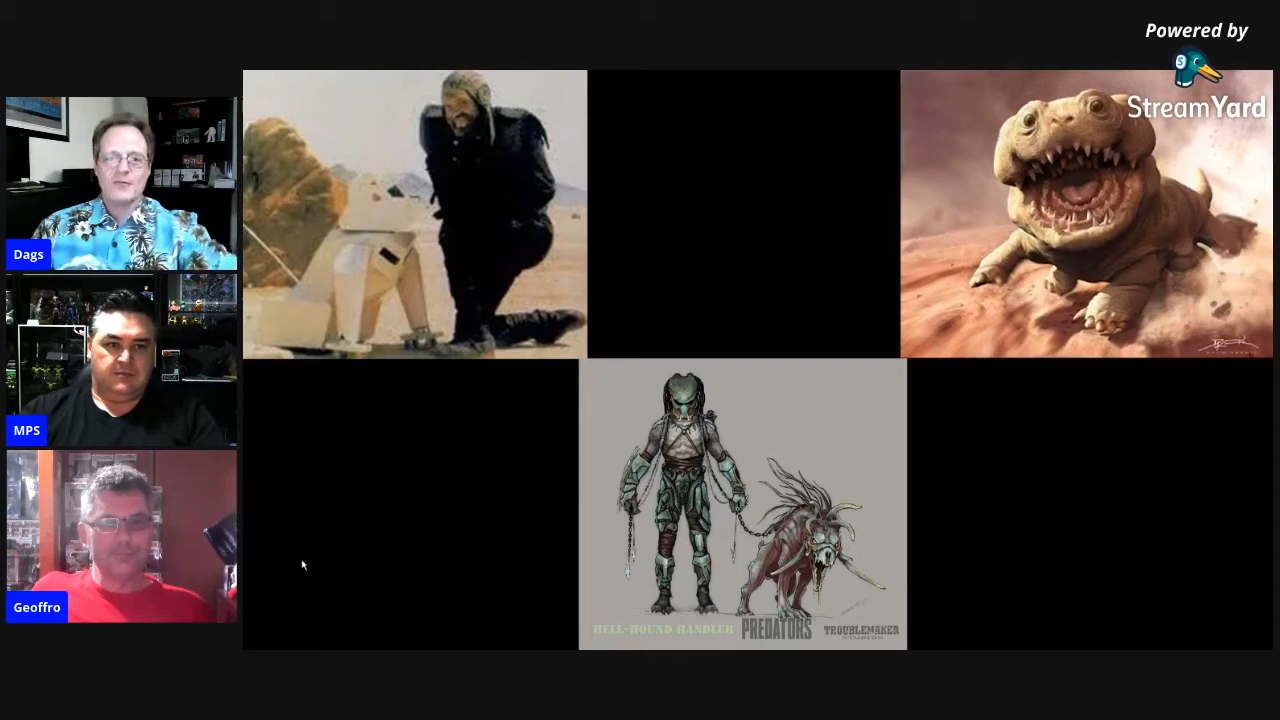 Powered by
StreamYard
Dags
MPS
Geoffro
HELL-HOUND HANDLER PREDATORS TROUBLEMAKER
STUDIOS